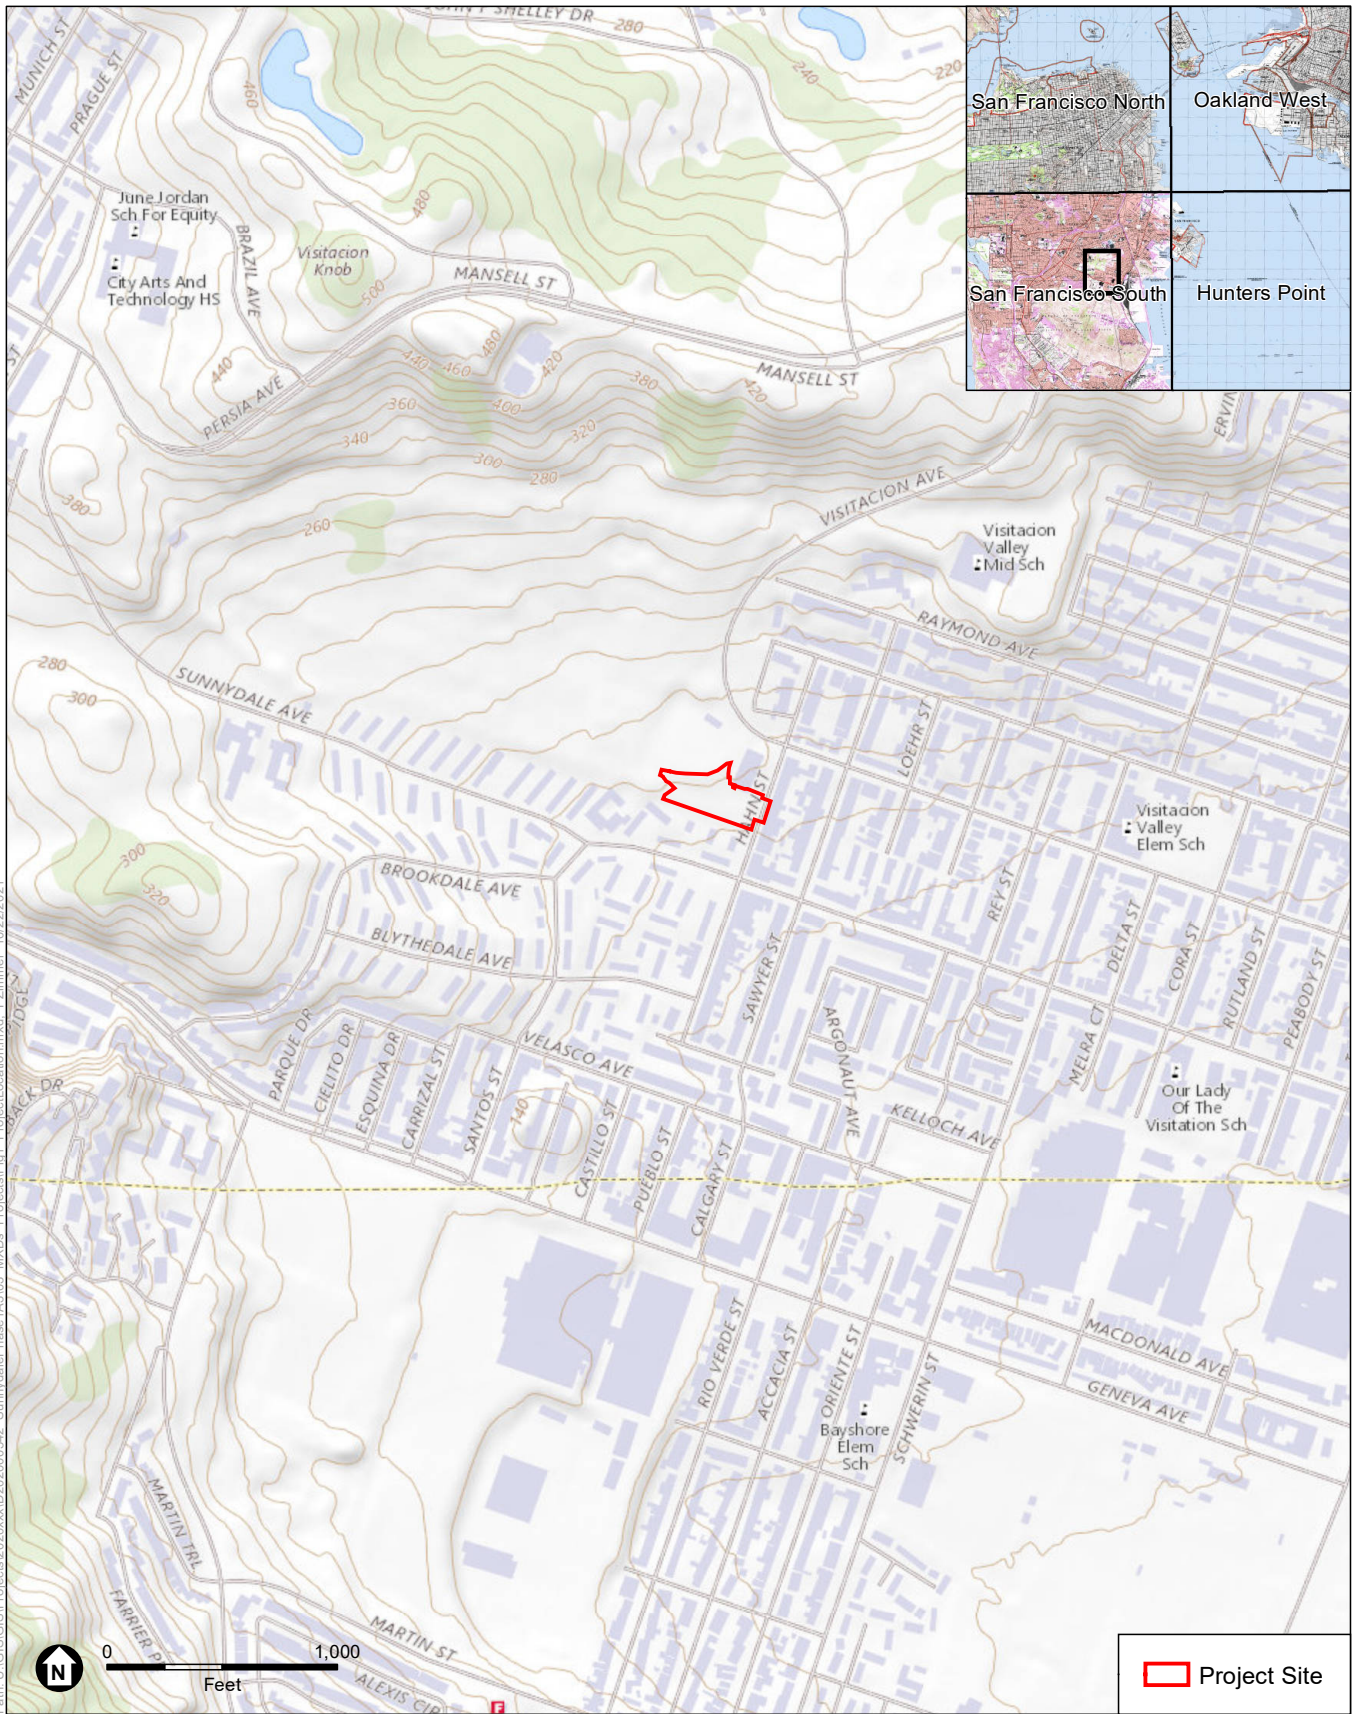 JOHN F SHELLEY DR
280
MUNICH ST
PRAGUE ST
460
240
220
San Francisco North
Oakland West
June Jordan
Sch For Equity
480
BRAZIL AVE
Visitacion
Knob
500
MANSELL ST
City Arts And
Technology HS
San Francisco South
Hunters Point
ST
440
PERSIA AVE
440
460
480
420
380
420
MANSELL ST
360
400
340
320
300
280
380
260
VISITACION AVE
Visitacion
Valley
Mid Sch
RAYMOND AVE
280
300
SUNNYDALE AVE
LOEHR ST
HAHN ST
Visitacion
Valley
Elem Sch
300
320
BROOKDALE AVE
BLYTHEDALE AVE
REY ST
DELTA ST
CORA ST
RUTLAND ST
PEABODY ST
SAWYER ST
ARGONAUT AVE
MELRA CT
PARQUE DR
CIELITO DR
ESQUINA DR
CARRIZAL ST
SANTOS ST
VELASCO AVE
140
CASTILLO ST
PUEBLO ST
CALGARY ST
KELLOCH AVE
Our Lady
Of The
Visitation Sch
ACK DR
RIO VERDE ST
ACCACIA ST
ORIENTE ST
SCHWERIN ST
MACDONALD AVE
GENEVA AVE
Bayshore
Elem
Sch
MARTIN TRL
FARRIER P
MARTIN ST
ALEXIS CIR
N
0
1,000
Feet
F
Project Site